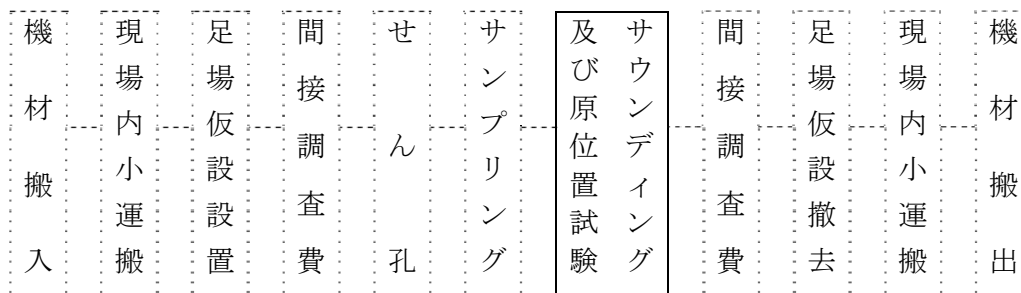 機材搬入
現場内小運搬
足場仮設設置
間接調査費
せん孔
サンプリング
サウンディング
及び原位置試験
間接調査費
足場仮設撤去
現場内小運搬
機材搬出